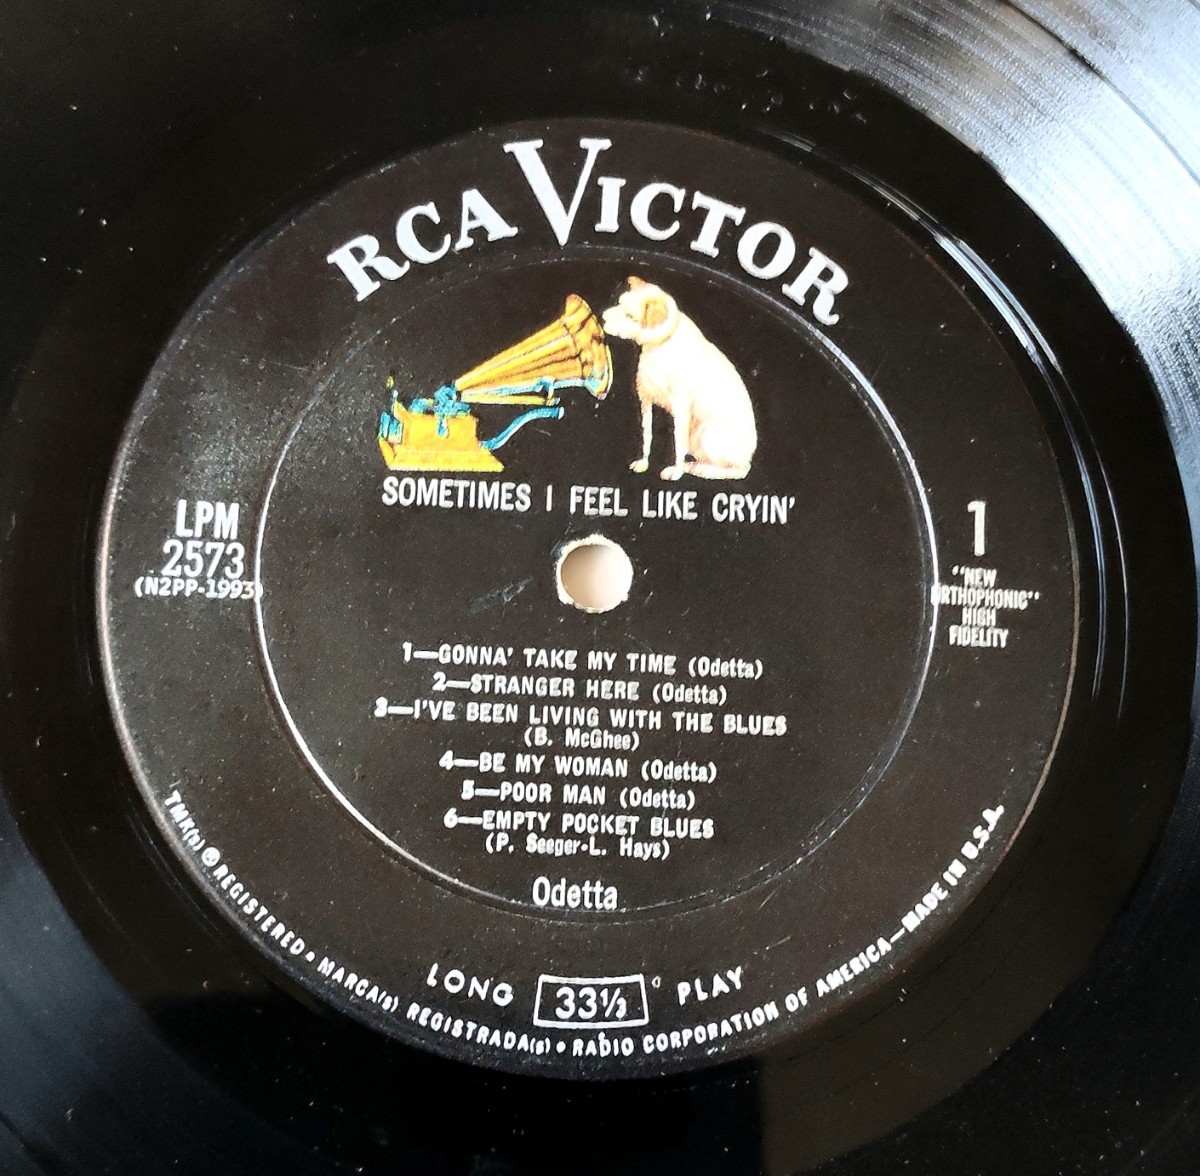 RCA VICTOR
SOMETIMES I FEEL LIKE CRYIN'
LPM
2573
(N2PP-1993)
1
"NEW
ORTHOPHONIC"
HIGH
FIDELITY
1—GONNA' TAKE MY TIME (Odetta)
2—STRANGER HERE (Odetta)
3—I'VE BEEN LIVING WITH THE BLUES
(B. McGhee)
4—BE MY WOMAN (Odetta)
5—POOR MAN (Odetta)
6—EMPTY POCKET BLUES
(P. Seeger-L. Hays)
Odetta
LONG 33⅓ PLAY
TMK(s) ® REGISTERED • MARCA(s) REGISTRADA(s) • RADIO CORPORATION OF AMERICA—MADE IN U.S.A.